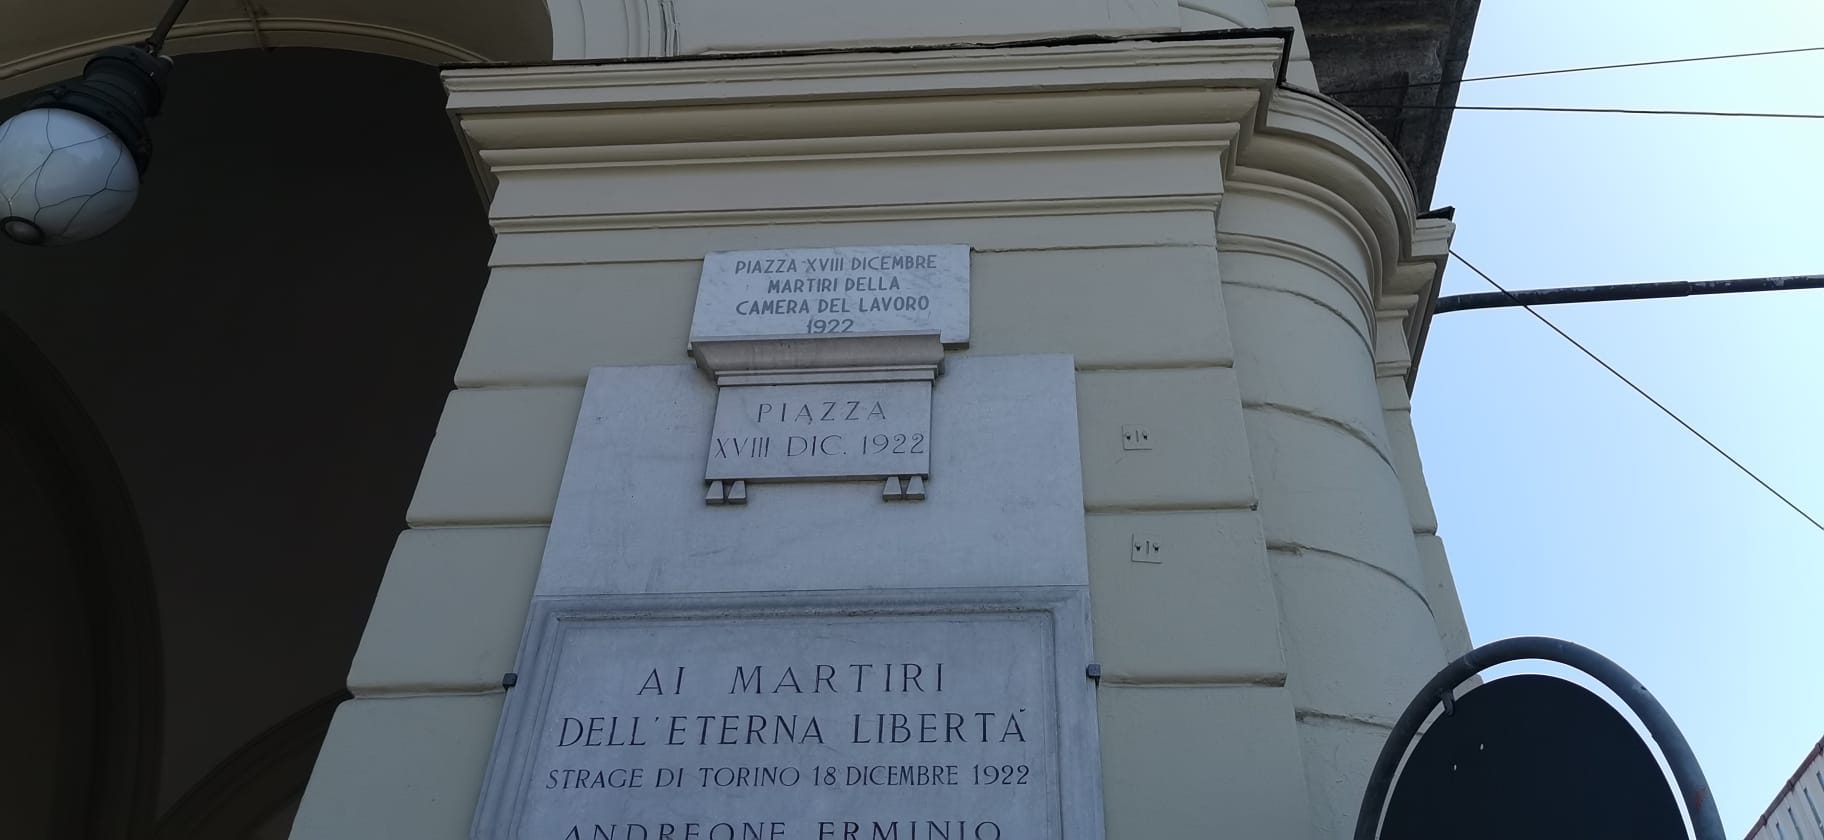 PIAZZA XVIII DICEMBRE
MARTIRI DELLA
CAMERA DEL LAVORO
1922
PIAZZA
XVIII DIC. 1922
AI MARTIRI
DELL'ETERNA LIBERTÀ
STRAGE DI TORINO 18 DICEMBRE 1922
ANDREONE ERMINIO